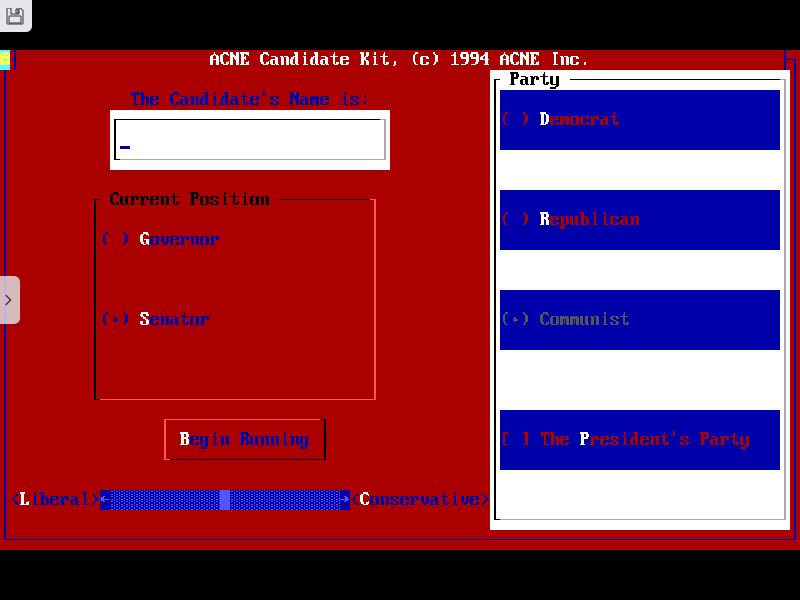 ACNE Candidate Kit, (c) 1994 ACNE Inc.
The Candidate's Name is:
Current Position
( ) Governor
(•) Senator
Begin Running
<Liberal>
<Conservative>
Party
( ) Democrat
( ) Republican
(•) Communist
[ ] The President's Party